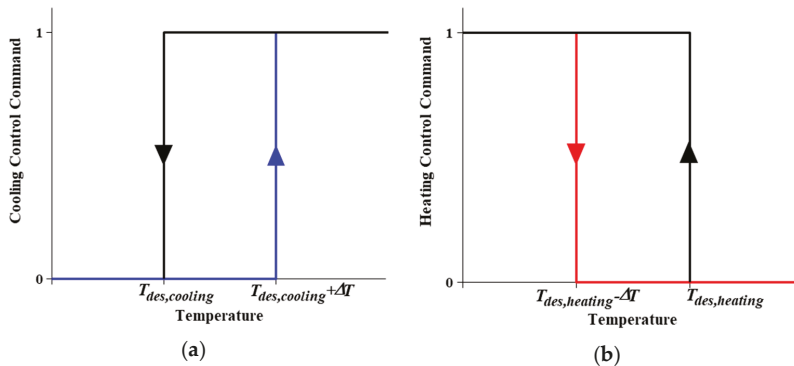 Cooling Control Command
1
0
T_des,cooling
T_des,cooling+ΔT
Temperature
(a)
Heating Control Command
1
0
T_des,heating-ΔT
T_des,heating
Temperature
(b)